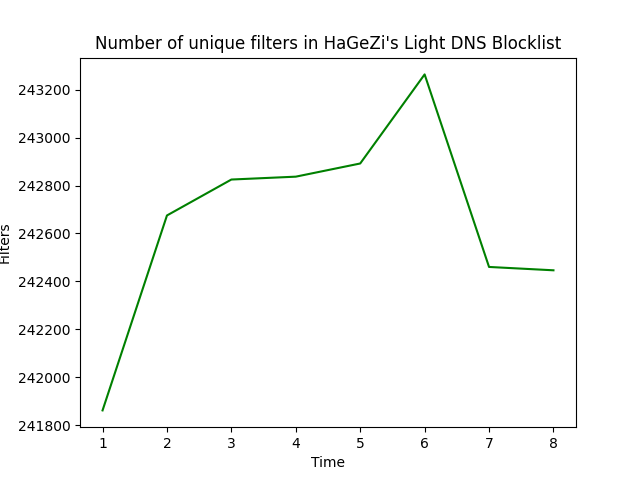 Number of unique filters in HaGeZi's Light DNS Blocklist
243200
243000
242800
242600
242400
242200
242000
241800
Filters
1 2 3 4 5 6 7 8
Time